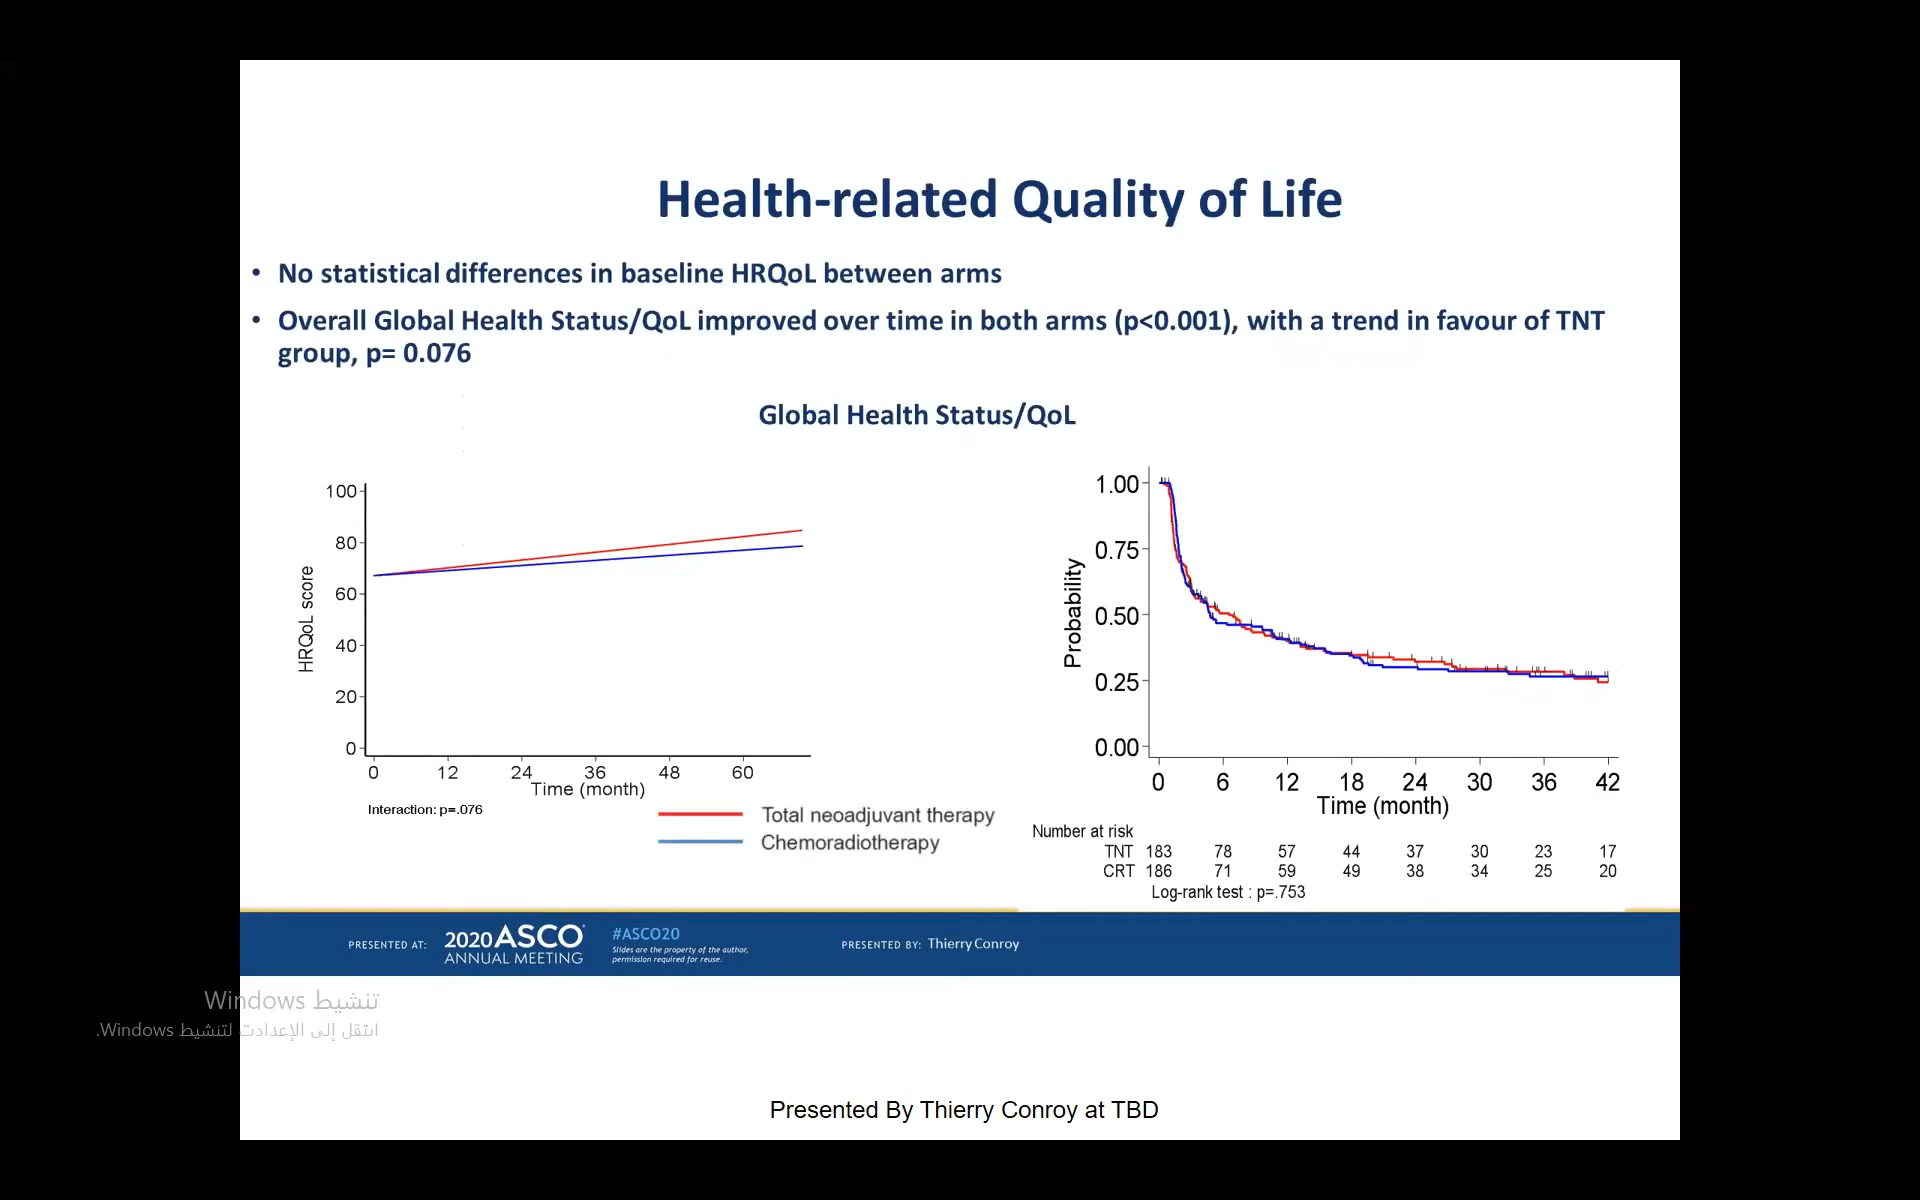 Health-related Quality of Life
• No statistical differences in baseline HRQoL between arms
• Overall Global Health Status/QoL improved over time in both arms (p<0.001), with a trend in favour of TNT
group, p= 0.076
Global Health Status/QoL
100
80
60
40
20
0
HRQoL score
0 12 24 36 48 60
Time (month)
Interaction: p=.076
Total neoadjuvant therapy
Chemoradiotherapy
1.00
0.75
0.50
0.25
0.00
Probability
0 6 12 18 24 30 36 42
Time (month)
Number at risk
TNT 183 78 57 44 37 30 23 17
CRT 186 71 59 49 38 34 25 20
Log-rank test : p=.753
PRESENTED AT: 2020 ASCO
ANNUAL MEETING
#ASCO20
Slides are the property of the author,
permission required for reuse.
PRESENTED BY: Thierry Conroy
تنشيط Windows
انتقل إلى الإعدادت لتنشيط Windows.
Presented By Thierry Conroy at TBD